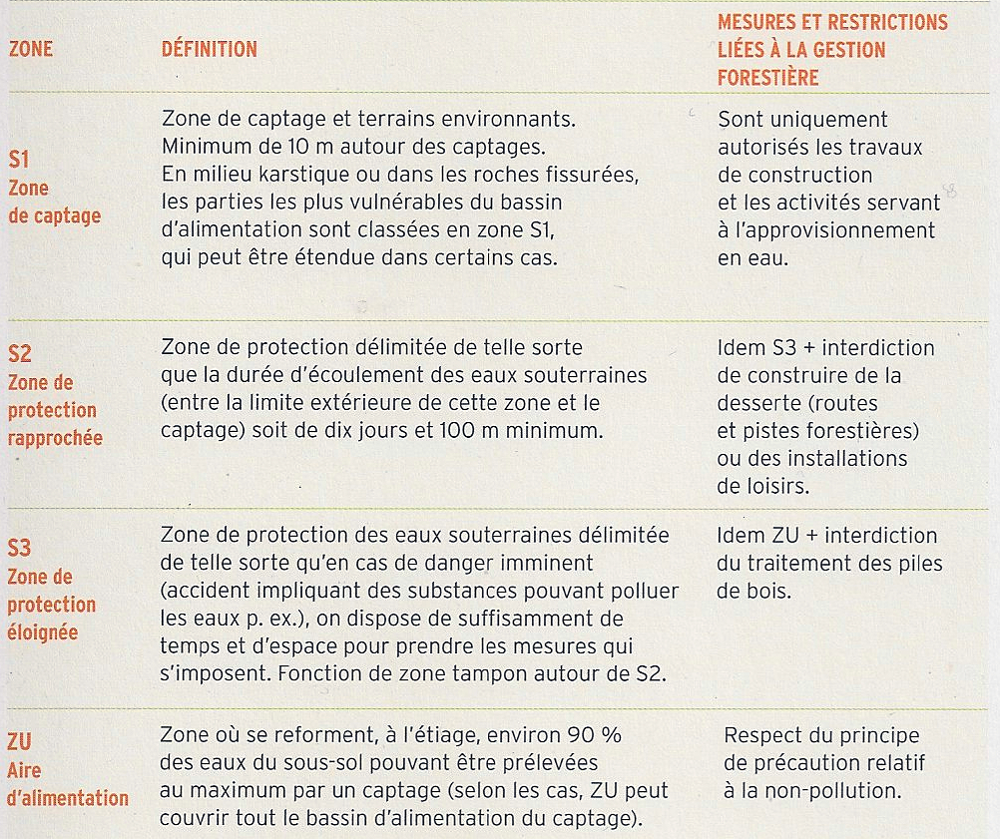 ZONE
DÉFINITION
MESURES ET RESTRICTIONS
LIÉES À LA GESTION
FORESTIÈRE
S1
Zone
de captage
Zone de captage et terrains environnants.
Minimum de 10 m autour des captages.
En milieu karstique ou dans les roches fissurées,
les parties les plus vulnérables du bassin
d'alimentation sont classées en zone S1,
qui peut être étendue dans certains cas.
Sont uniquement
autorisés les travaux
de construction
et les activités servant
à l'approvisionnement
en eau.
S2
Zone de
protection
rapprochée
Zone de protection délimitée de telle sorte
que la durée d'écoulement des eaux souterraines
(entre la limite extérieure de cette zone et le
captage) soit de dix jours et 100 m minimum.
Idem S3 + interdiction
de construire de la
desserte (routes
et pistes forestières)
ou des installations
de loisirs.
S3
Zone de
protection
éloignée
Zone de protection des eaux souterraines délimitée
de telle sorte qu'en cas de danger imminent
(accident impliquant des substances pouvant polluer
les eaux p. ex.), on dispose de suffisamment de
temps et d'espace pour prendre les mesures qui
s'imposent. Fonction de zone tampon autour de S2.
Idem ZU + interdiction
du traitement des piles
de bois.
ZU
Aire
d'alimentation
Zone où se reforment, à l'étiage, environ 90 %
des eaux du sous-sol pouvant être prélevées
au maximum par un captage (selon les cas, ZU peut
couvrir tout le bassin d'alimentation du captage).
Respect du principe
de précaution relatif
à la non-pollution.